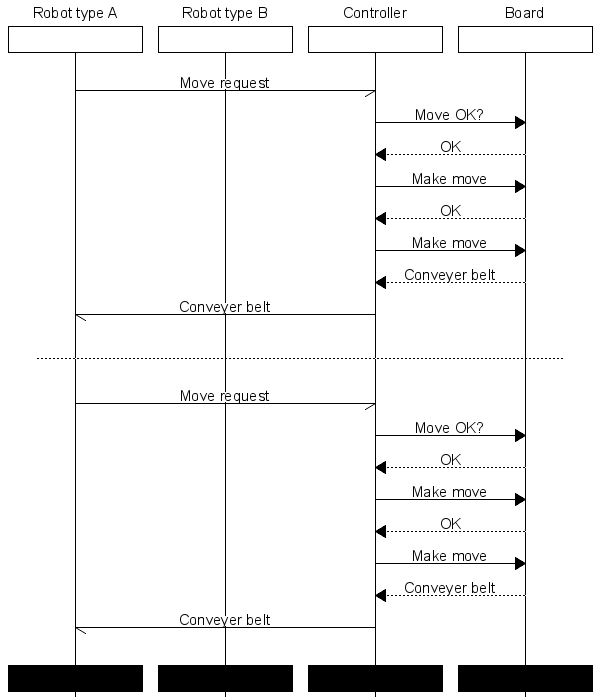 Robot type A
Robot type B
Controller
Board
Move request
Move OK?
OK
Make move
OK
Make move
Conveyer belt
Conveyer belt
Move request
Move OK?
OK
Make move
OK
Make move
Conveyer belt
Conveyer belt